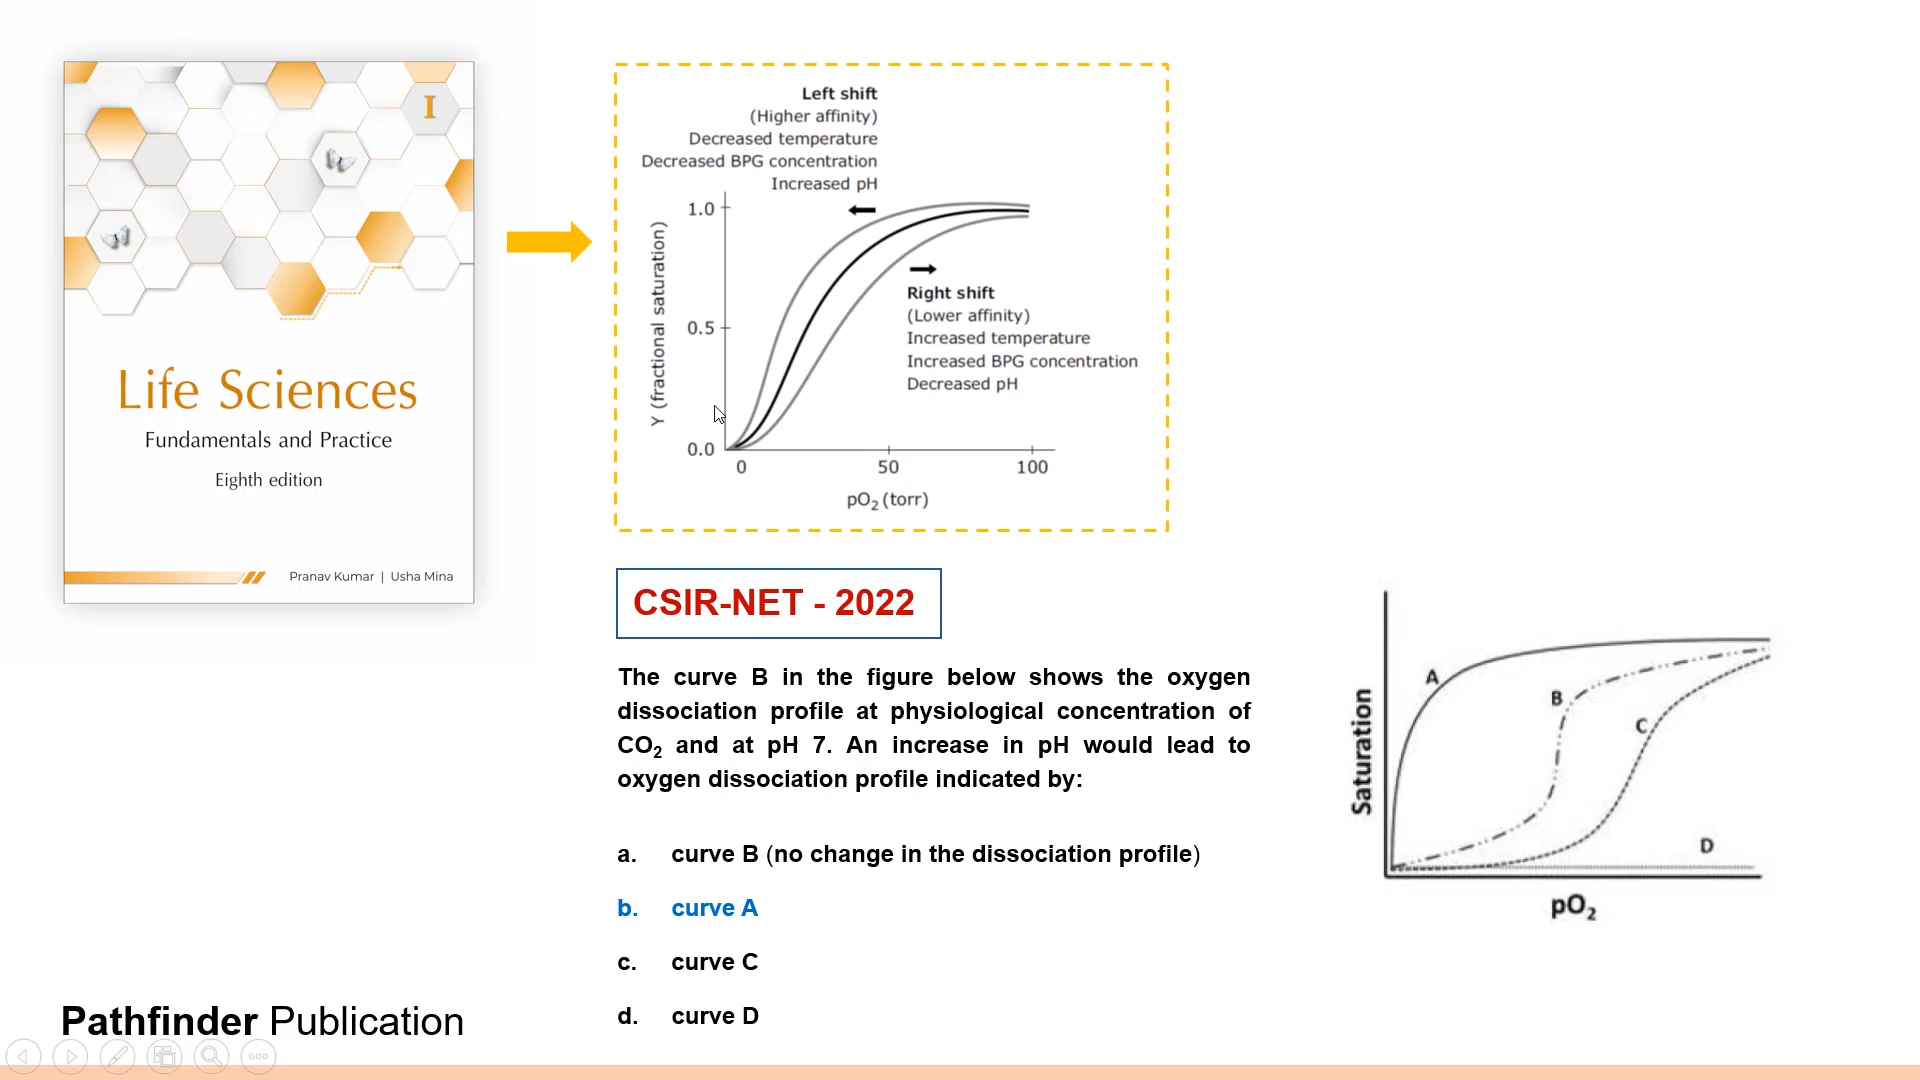 I
Life Sciences
Fundamentals and Practice
Eighth edition
Pranav Kumar | Usha Mina
Left shift
(Higher affinity)
Decreased temperature
Decreased BPG concentration
Increased pH
1.0
0.5
0.0
Y (fractional saturation)
Right shift
(Lower affinity)
Increased temperature
Increased BPG concentration
Decreased pH
0 50 100
pO₂ (torr)
CSIR-NET - 2022
The curve B in the figure below shows the oxygen
dissociation profile at physiological concentration of
CO₂ and at pH 7. An increase in pH would lead to
oxygen dissociation profile indicated by:
a. curve B (no change in the dissociation profile)
b. curve A
c. curve C
d. curve D
Saturation
A
B
C
D
pO₂
Pathfinder Publication